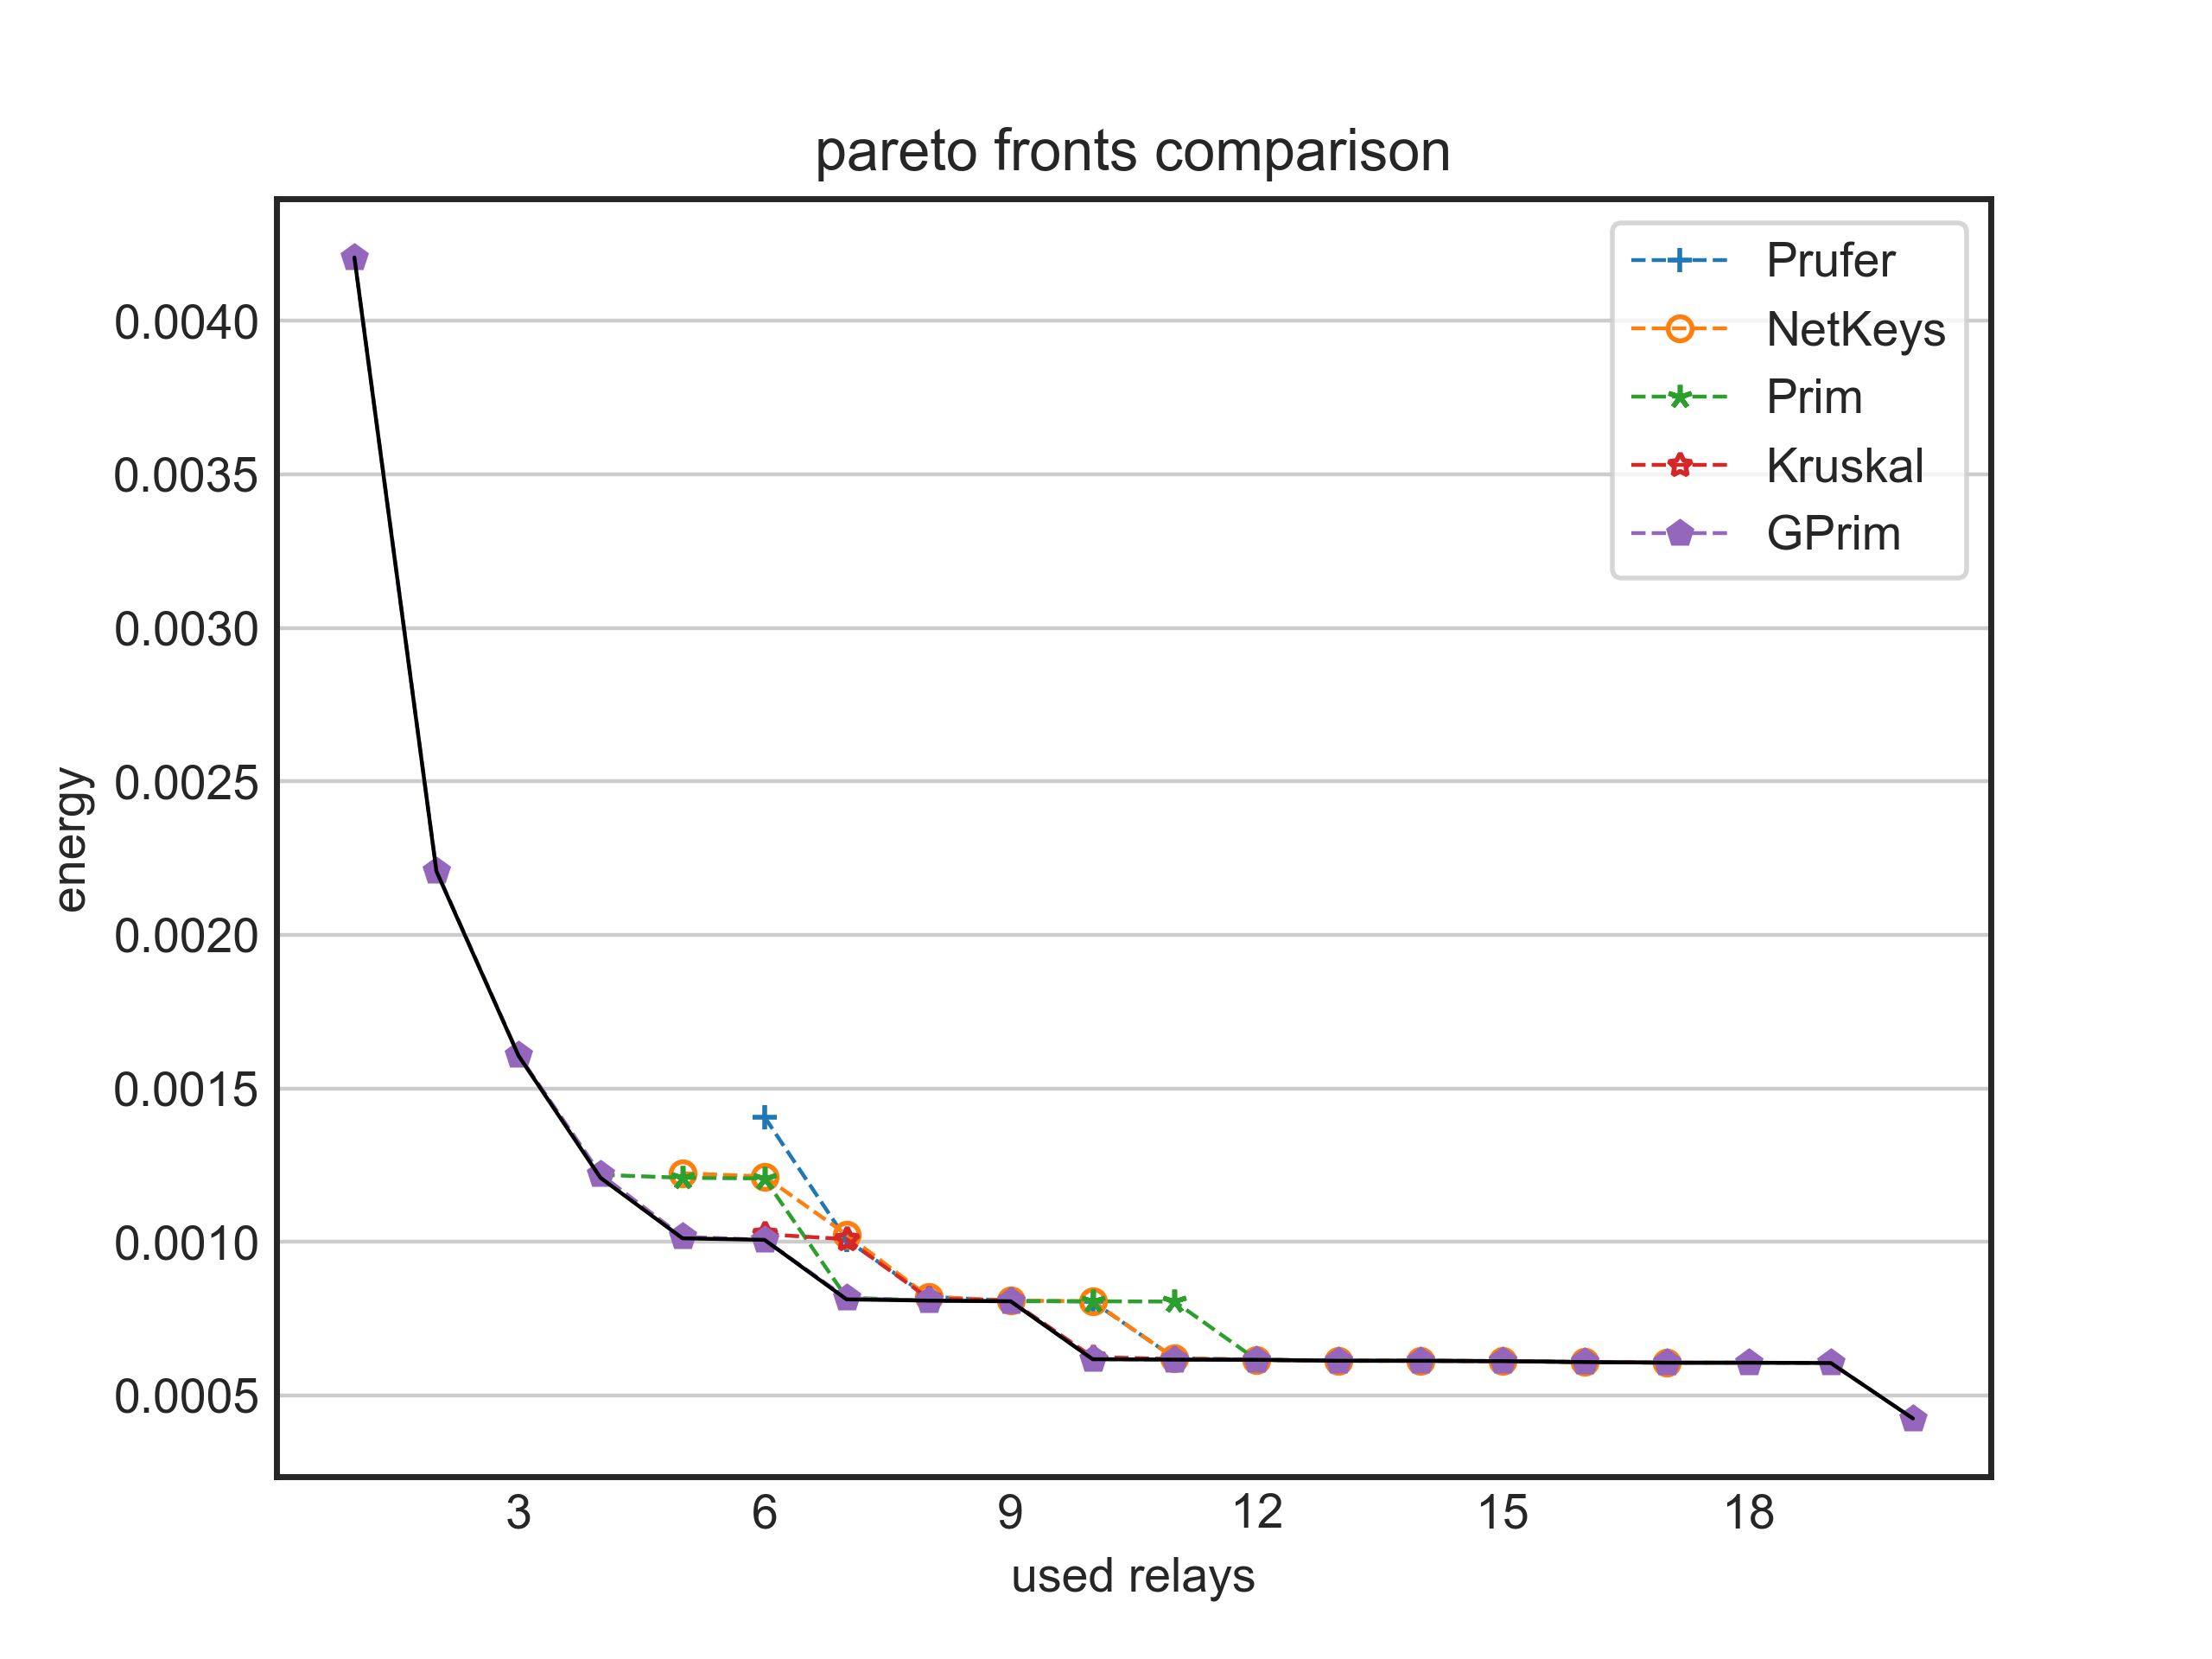 pareto fronts comparison
Prufer
NetKeys
Prim
Kruskal
GPrim
0.0040
0.0035
0.0030
0.0025
0.0020
0.0015
0.0010
0.0005
energy
3 6 9 12 15 18
used relays